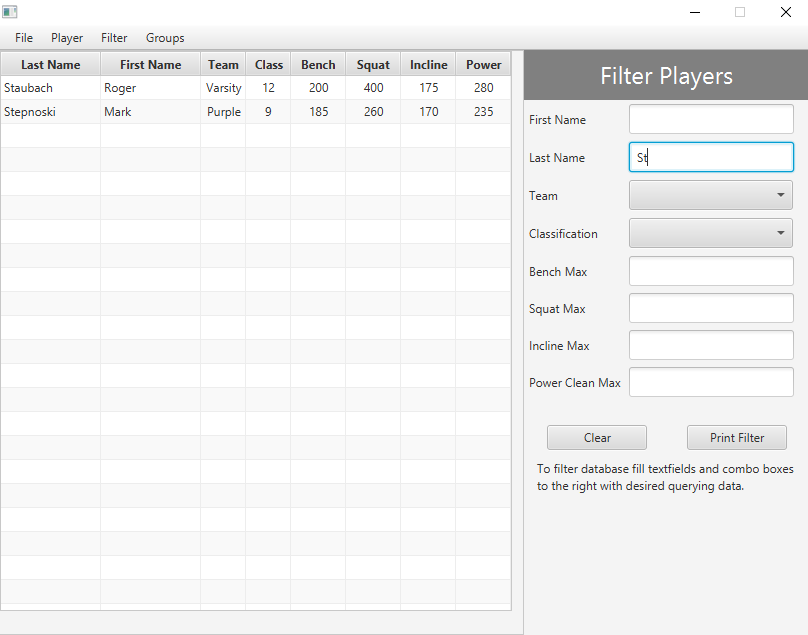 File Player Filter Groups
Last Name First Name Team Class Bench Squat Incline Power
Staubach Roger Varsity 12 200 400 175 280
Stepnoski Mark Purple 9 185 260 170 235
Filter Players
First Name
Last Name St
Team
Classification
Bench Max
Squat Max
Incline Max
Power Clean Max
Clear Print Filter
To filter database fill textfields and combo boxes
to the right with desired querying data.